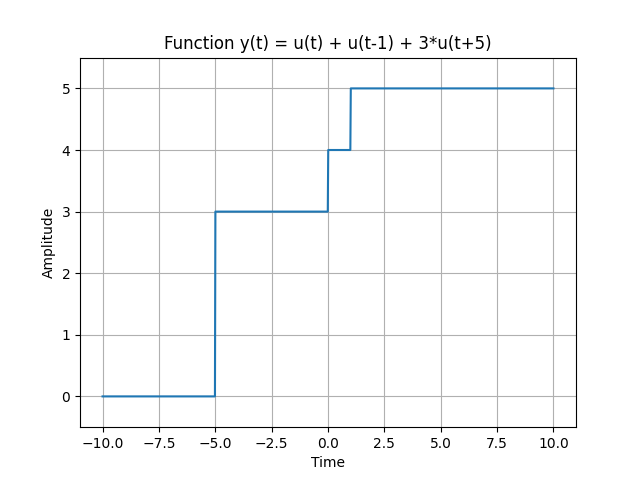 Function y(t) = u(t) + u(t-1) + 3*u(t+5)
5
4
3
2
1
0
Amplitude
−10.0 −7.5 −5.0 −2.5 0.0 2.5 5.0 7.5 10.0
Time